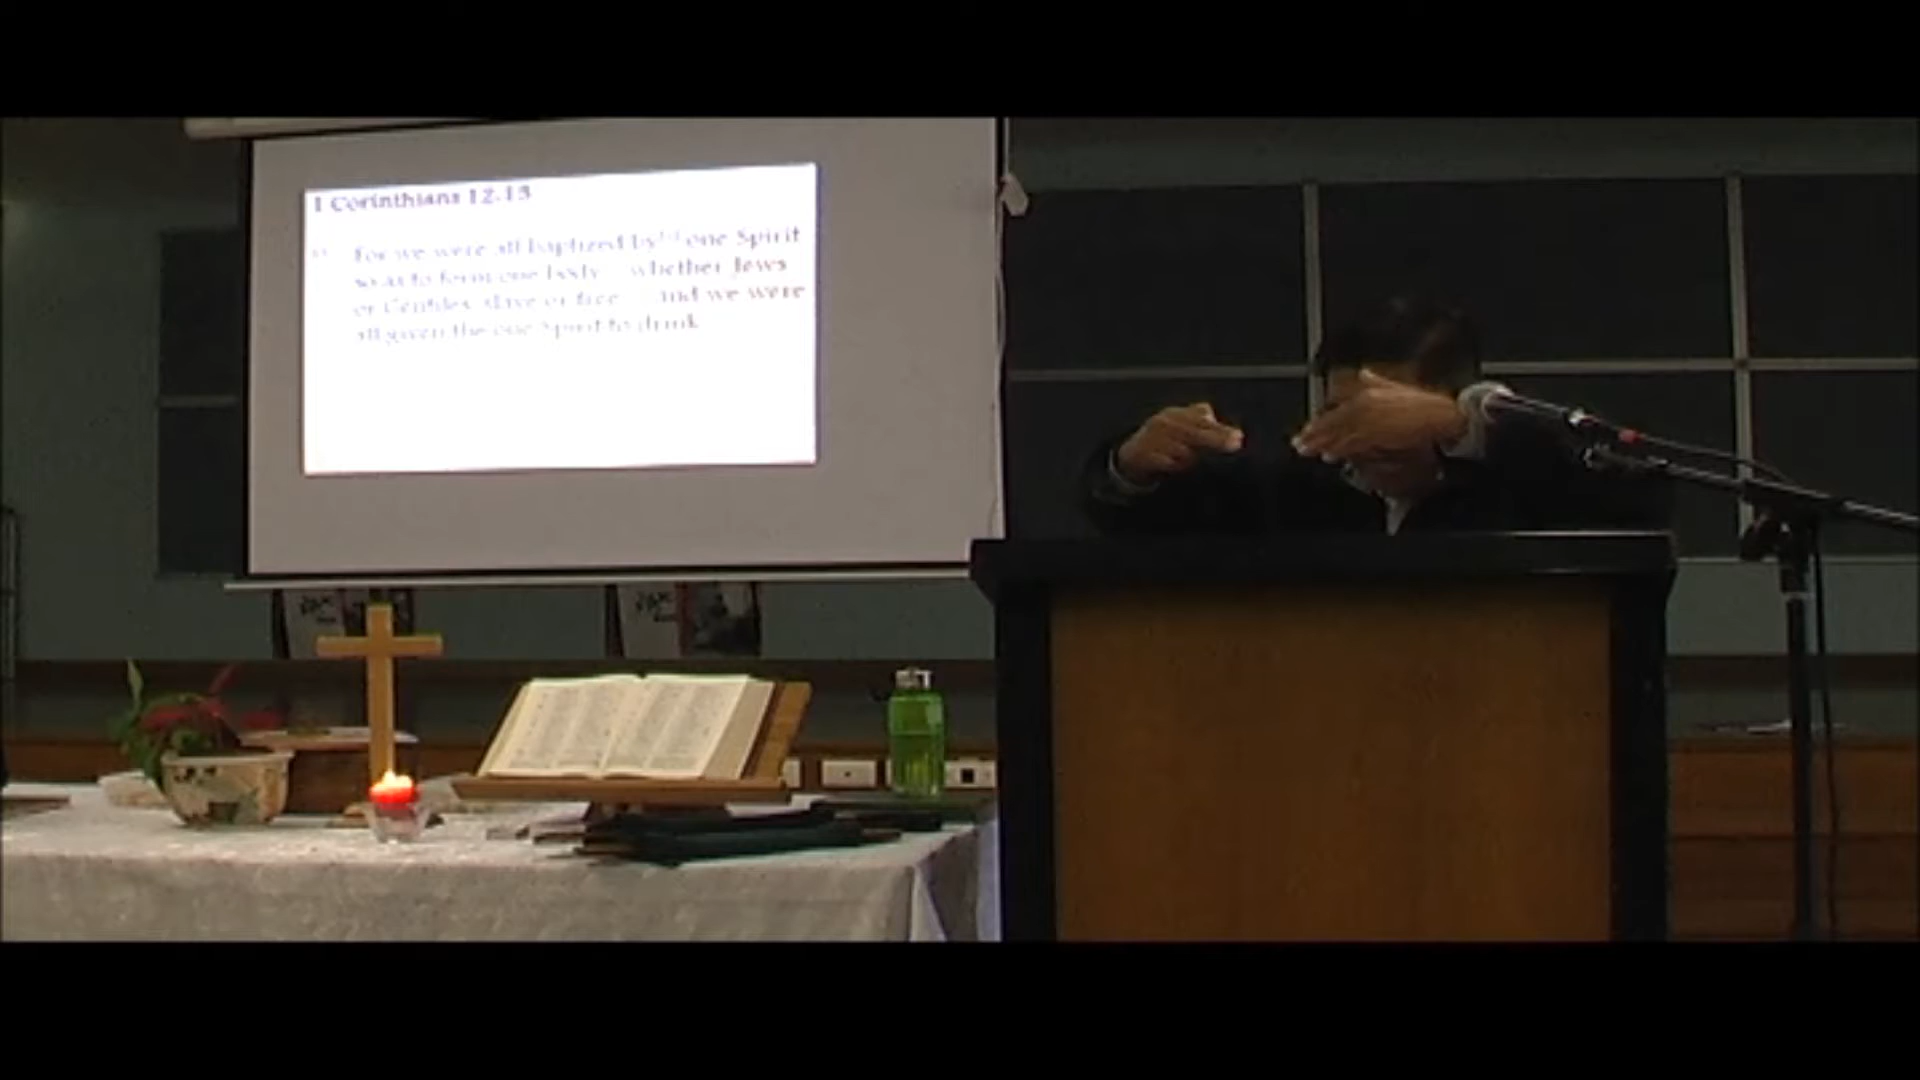 1 Corinthians 12.13
for we were all baptized by one Spirit
so as to form one body whether Jews
or Gentiles, slave or free and we were
all given the one Spirit to drink